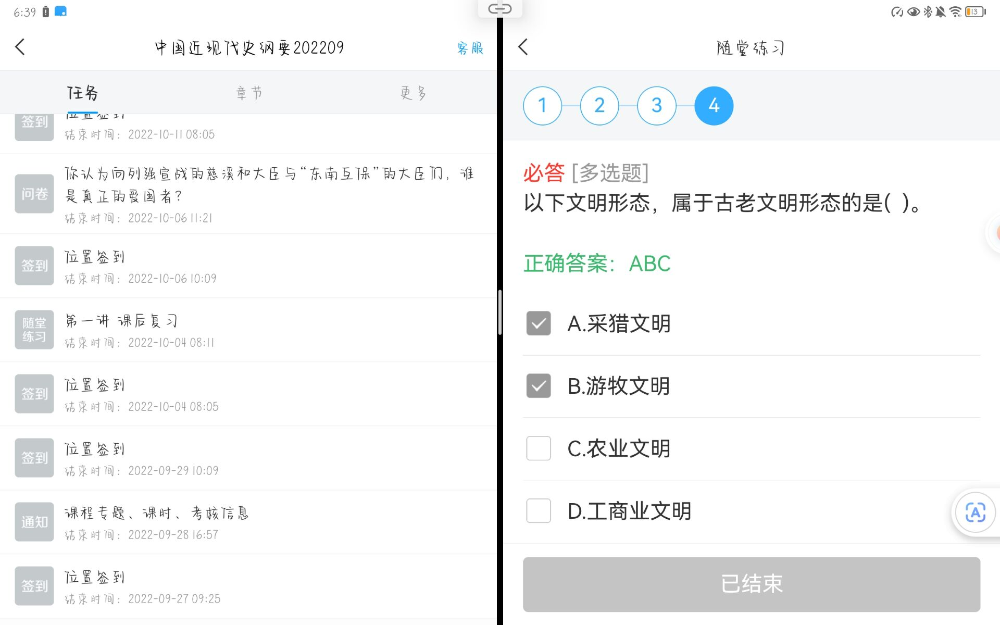 6:39
13
中国近现代史纲要202209
客服
任务
章节
更多
签到
位置签到
结束时间：2022-10-11 08:05
问卷
你认为向列强宣战的慈溪和大臣与“东南互保”的大臣们，谁
是真正的爱国者？
结束时间：2022-10-06 11:21
签到
位置签到
结束时间：2022-10-06 10:09
随堂
练习
第一讲 课后复习
结束时间：2022-10-04 08:11
签到
位置签到
结束时间：2022-10-04 08:05
签到
位置签到
结束时间：2022-09-29 10:09
通知
课程专题、课时、考核信息
结束时间：2022-09-28 16:57
签到
位置签到
结束时间：2022-09-27 09:25
随堂练习
1
2
3
4
必答 [多选题]
以下文明形态，属于古老文明形态的是( )。
正确答案：ABC
A.采猎文明
B.游牧文明
C.农业文明
D.工商业文明
A
已结束